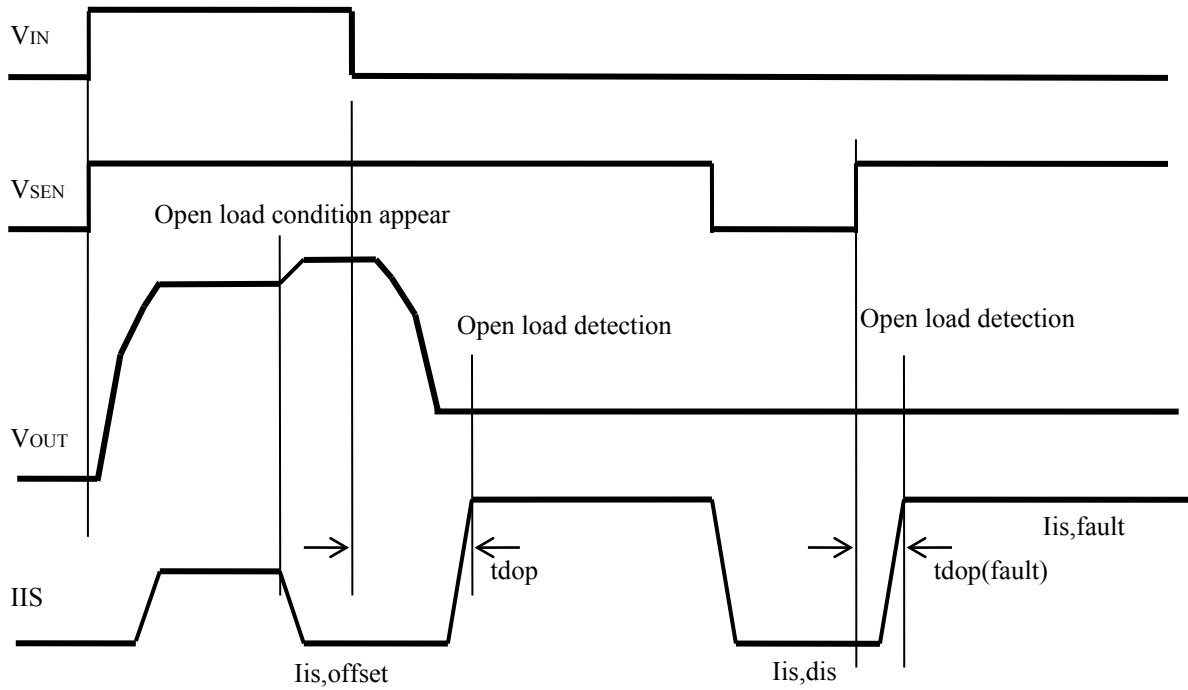 VIN
VSEN
Open load condition appear
Open load detection
Open load detection
VOUT
Iis,fault
tdop
tdop(fault)
IIS
Iis,offset
Iis,dis